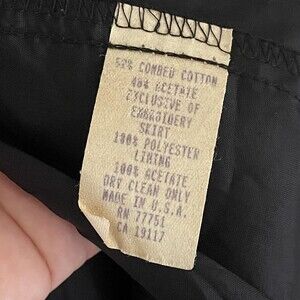 52% COMBED COTTON
48% ACETATE
EXCLUSIVE OF
EMBROIDERY
SKIRT
100% POLYESTER
LINING
100% ACETATE
DRY CLEAN ONLY
MADE IN U.S.A.
RN 77751
CA 19117